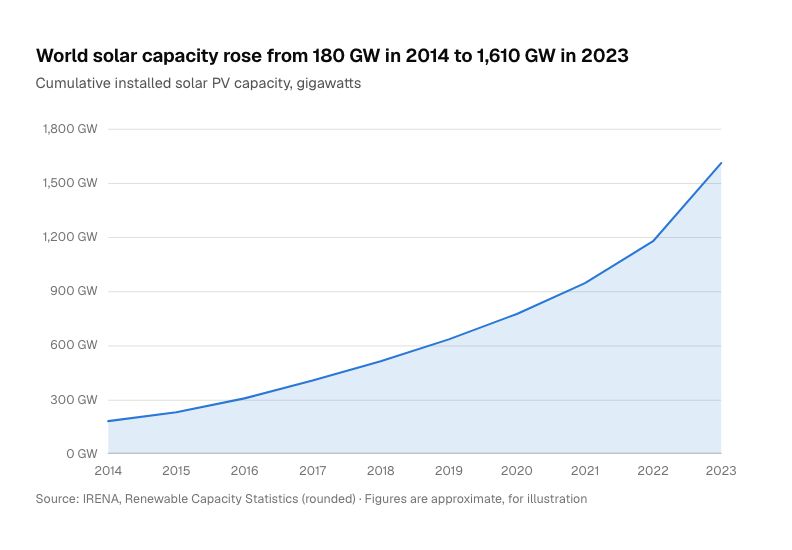 World solar capacity rose from 180 GW in 2014 to 1,610 GW in 2023
Cumulative installed solar PV capacity, gigawatts
1,800 GW
1,500 GW
1,200 GW
900 GW
600 GW
300 GW
0 GW
2014 2015 2016 2017 2018 2019 2020 2021 2022 2023
Source: IRENA, Renewable Capacity Statistics (rounded) · Figures are approximate, for illustration